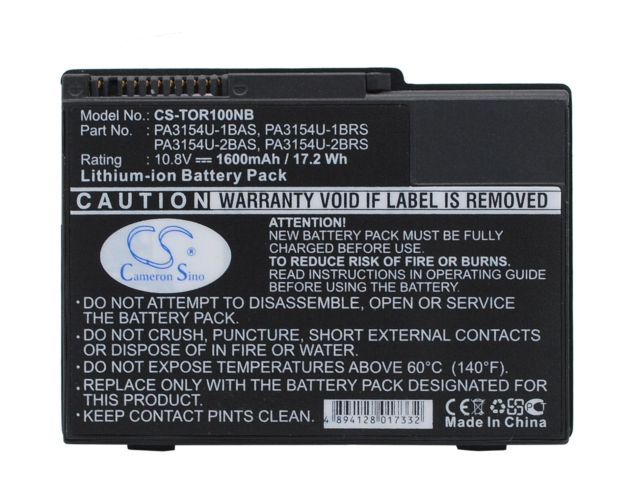 Model No.: CS-TOR100NB
Part No. : PA3154U-1BAS, PA3154U-1BRS
PA3154U-2BAS, PA3154U-2BRS
Rating : 10.8V 1600mAh / 17.2 Wh
Lithium-ion Battery Pack
CAUTION WARRANTY VOID IF LABEL IS REMOVED
CS
Cameron Sino
ATTENTION!
NEW BATTERY PACK MUST BE FULLY
CHARGED BEFORE USE.
TO REDUCE RISK OF FIRE OR BURNS.
READ INSTRUCTIONS IN OPERATING GUIDE
BEFORE USING.
• DO NOT ATTEMPT TO DISASSEMBLE, OPEN OR SERVICE
THE BATTERY PACK.
• DO NOT CRUSH, PUNCTURE, SHORT EXTERNAL CONTACTS
OR DISPOSE OF IN FIRE OR WATER.
• DO NOT EXPOSE TEMPERATURES ABOVE 60°C (140°F)
• REPLACE ONLY WITH THE BATTERY PACK
DESIGNATED THIS PRODUCT.
• KEEP CONTACT PINTS CLEAN.
4 894128 017332
CE
PCT
Made In China